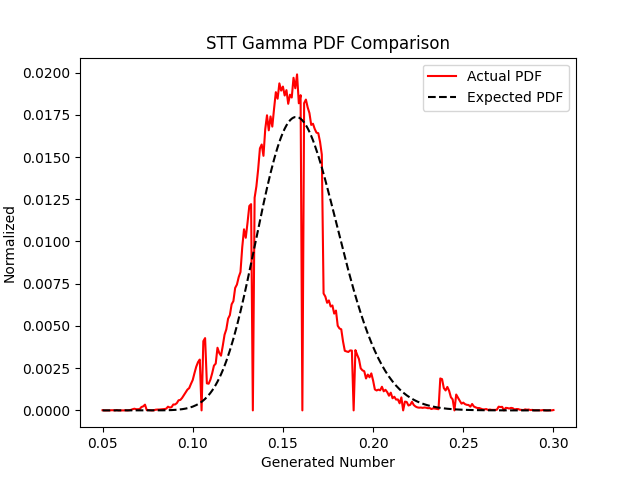 STT Gamma PDF Comparison
Actual PDF
Expected PDF
Normalized
0.0200
0.0175
0.0150
0.0125
0.0100
0.0075
0.0050
0.0025
0.0000
0.05 0.10 0.15 0.20 0.25 0.30
Generated Number